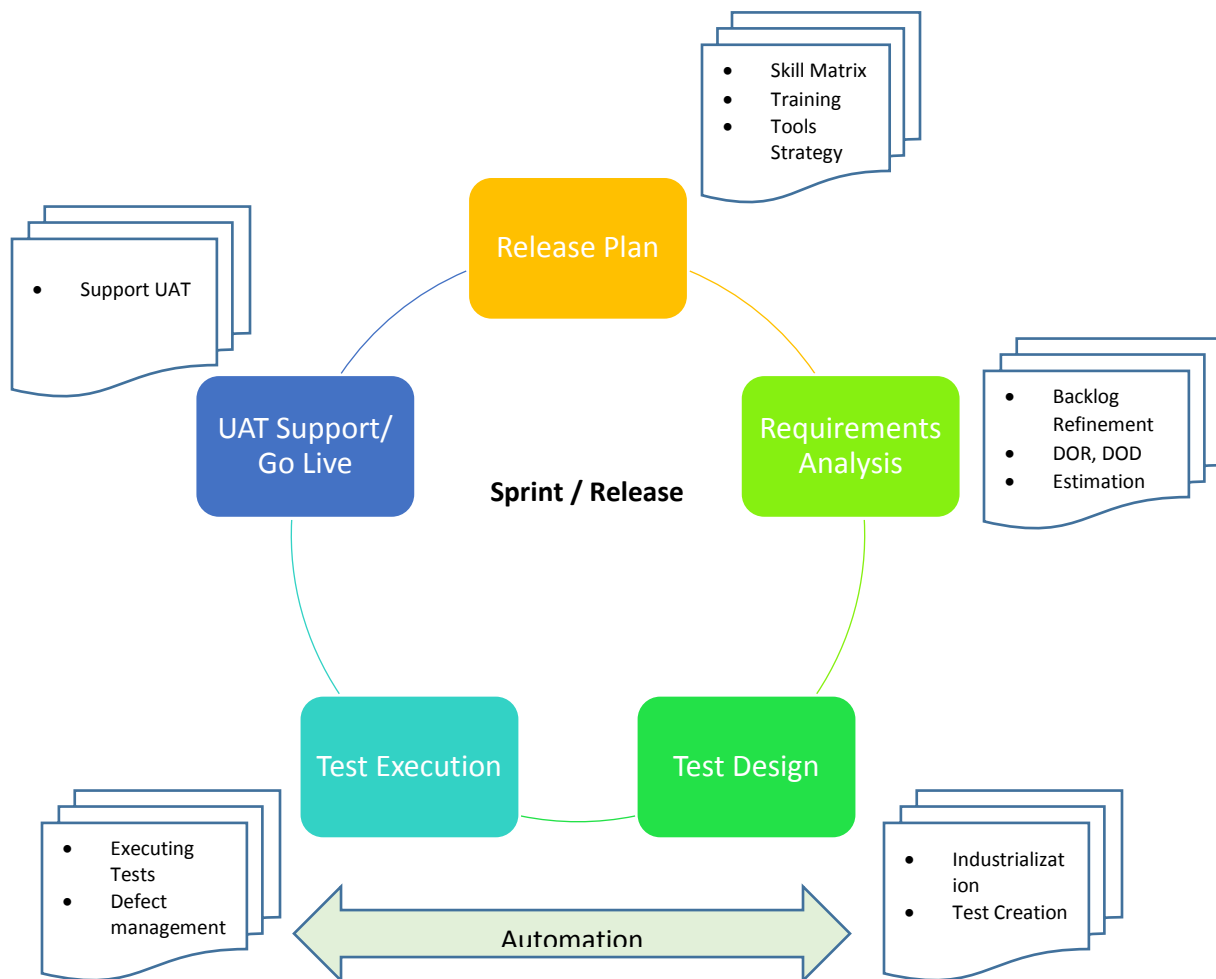 • Skill Matrix
• Training
• Tools
Strategy
Release Plan
• Support UAT
UAT Support/
Go Live
Requirements
Analysis
• Backlog
Refinement
• DOR, DOD
• Estimation
Sprint / Release
Test Execution
Test Design
• Executing
Tests
• Defect
management
• Industrializat
ion
• Test Creation
Automation